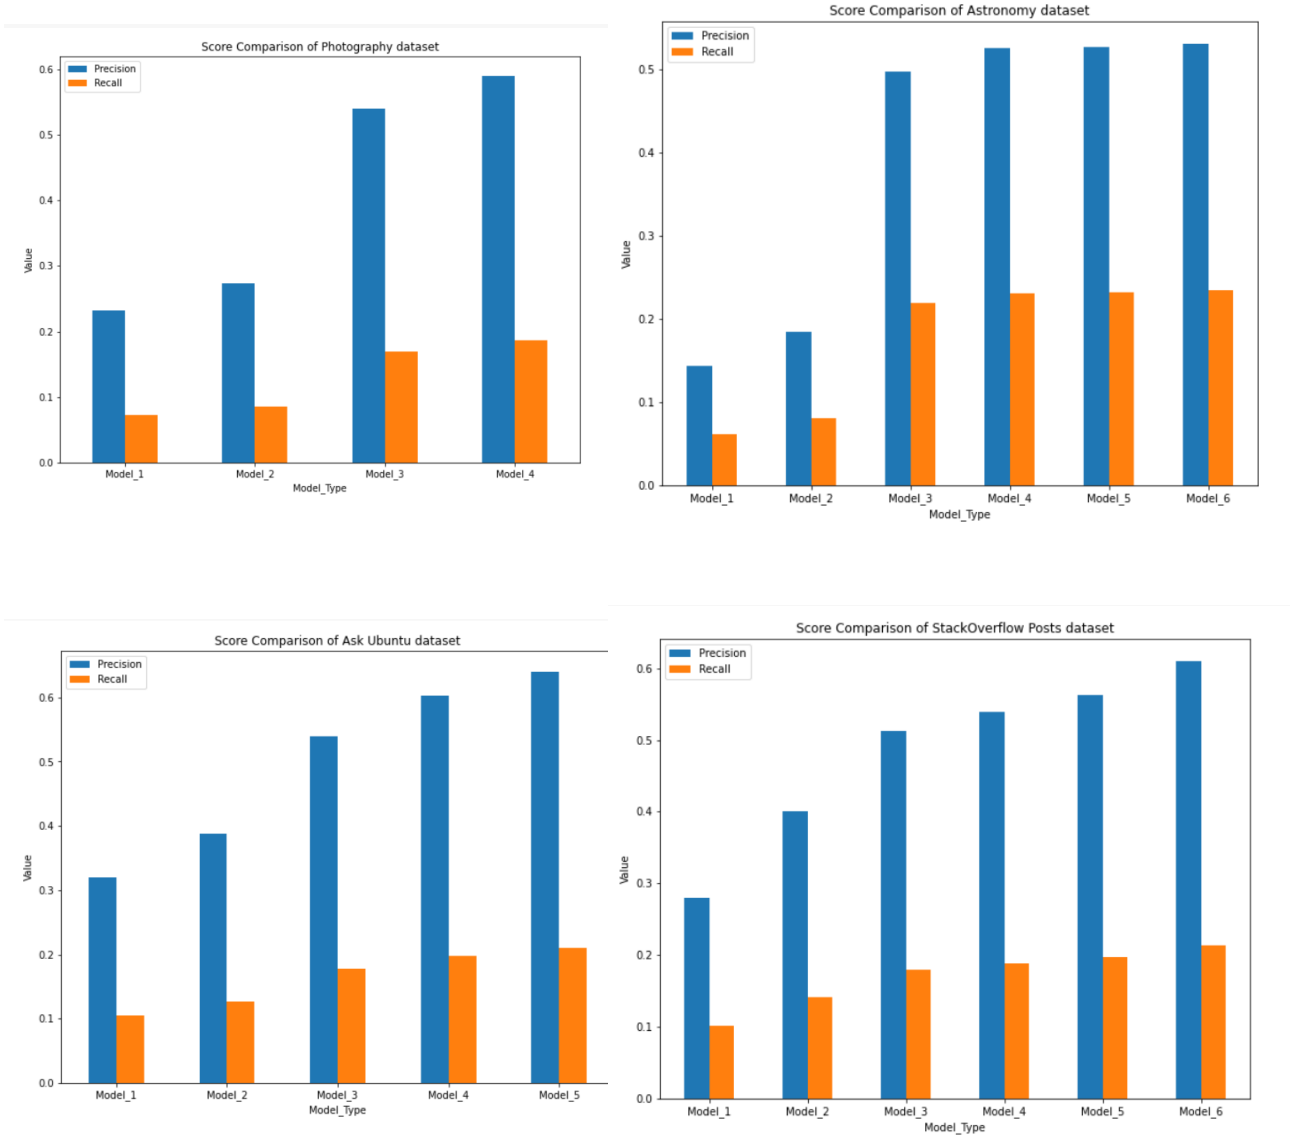 Score Comparison of Photography dataset
Precision
Recall
0.6
0.5
0.4
0.3
0.2
0.1
0.0
Value
Model_1 Model_2 Model_3 Model_4
Model_Type
Score Comparison of Astronomy dataset
Precision
Recall
0.5
0.4
0.3
0.2
0.1
0.0
Value
Model_1 Model_2 Model_3 Model_4 Model_5 Model_6
Model_Type
Score Comparison of Ask Ubuntu dataset
Precision
Recall
0.6
0.5
0.4
0.3
0.2
0.1
0.0
Value
Model_1 Model_2 Model_3 Model_4 Model_5
Model_Type
Score Comparison of StackOverflow Posts dataset
Precision
Recall
0.6
0.5
0.4
0.3
0.2
0.1
0.0
Value
Model_1 Model_2 Model_3 Model_4 Model_5 Model_6
Model_Type